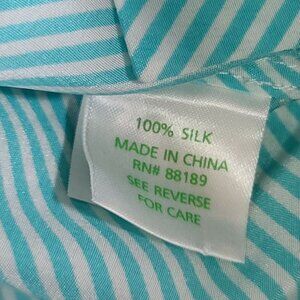 100% SILK
MADE IN CHINA
RN# 88189
SEE REVERSE
FOR CARE